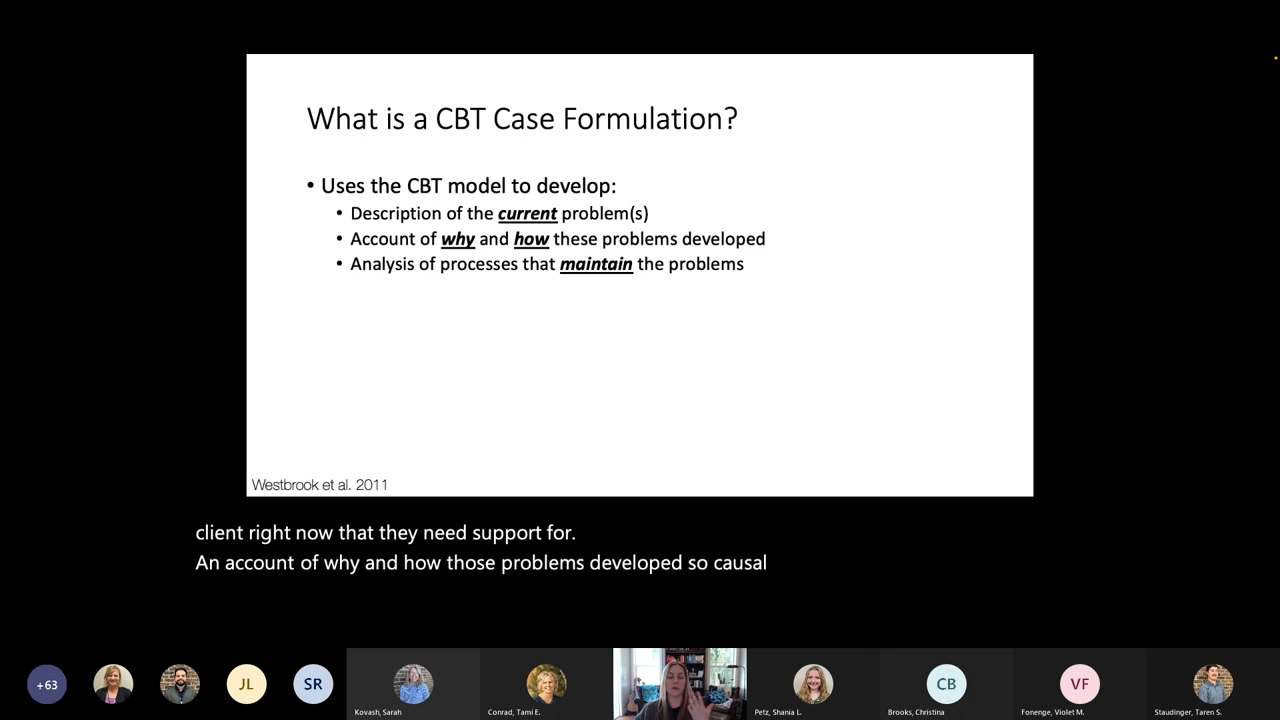 What is a CBT Case Formulation?
• Uses the CBT model to develop:
• Description of the current problem(s)
• Account of why and how these problems developed
• Analysis of processes that maintain the problems
Westbrook et al. 2011
client right now that they need support for.
An account of why and how those problems developed so causal
+63
JL
SR
Kovash, Sarah
Conrad, Tami E.
Petz, Shania L.
CB
Brooks, Christina
VF
Fonenge, Violet M.
Staudinger, Taren S.